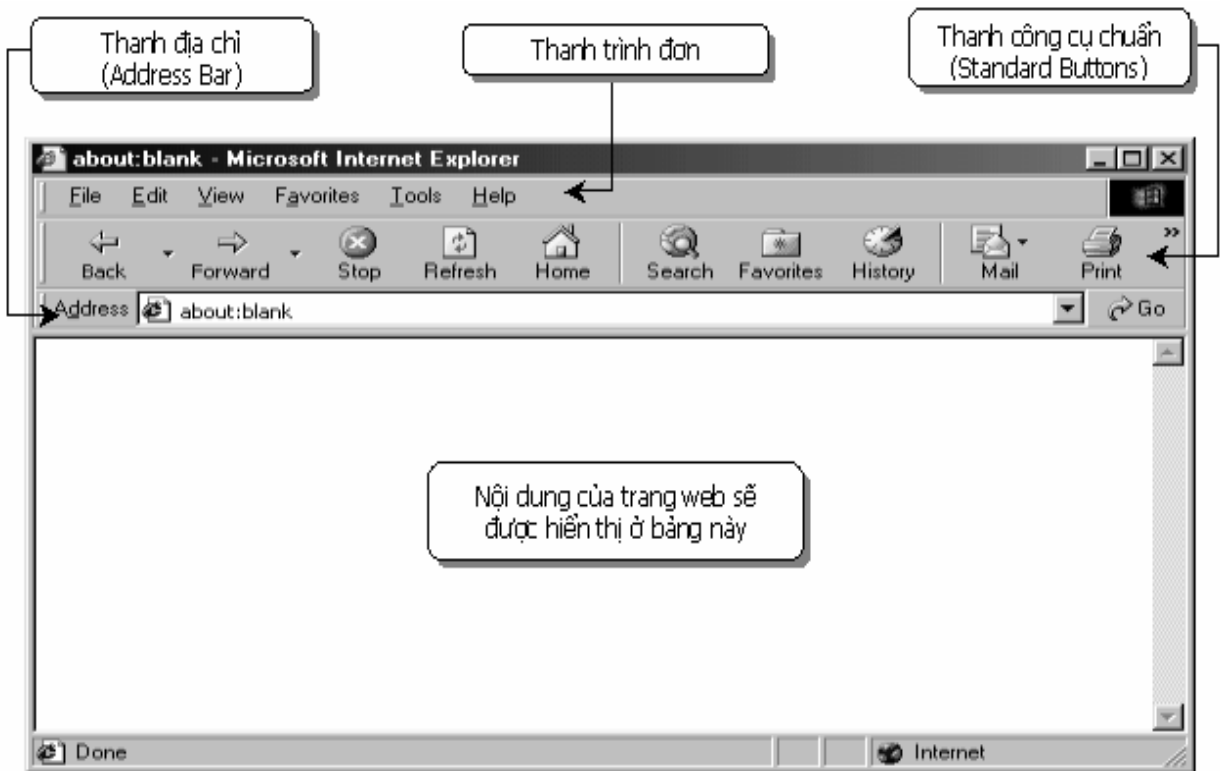 Thanh địa chỉ
(Address Bar)
Thanh trình đơn
Thanh công cụ chuẩn
(Standard Buttons)
about:blank - Microsoft Internet Explorer
File Edit View Favorites Tools Help
Back Forward Stop Refresh Home Search Favorites History Mail Print »
Address about:blank Go
Nội dung của trang web sẽ
được hiển thị ở bảng này
Done Internet